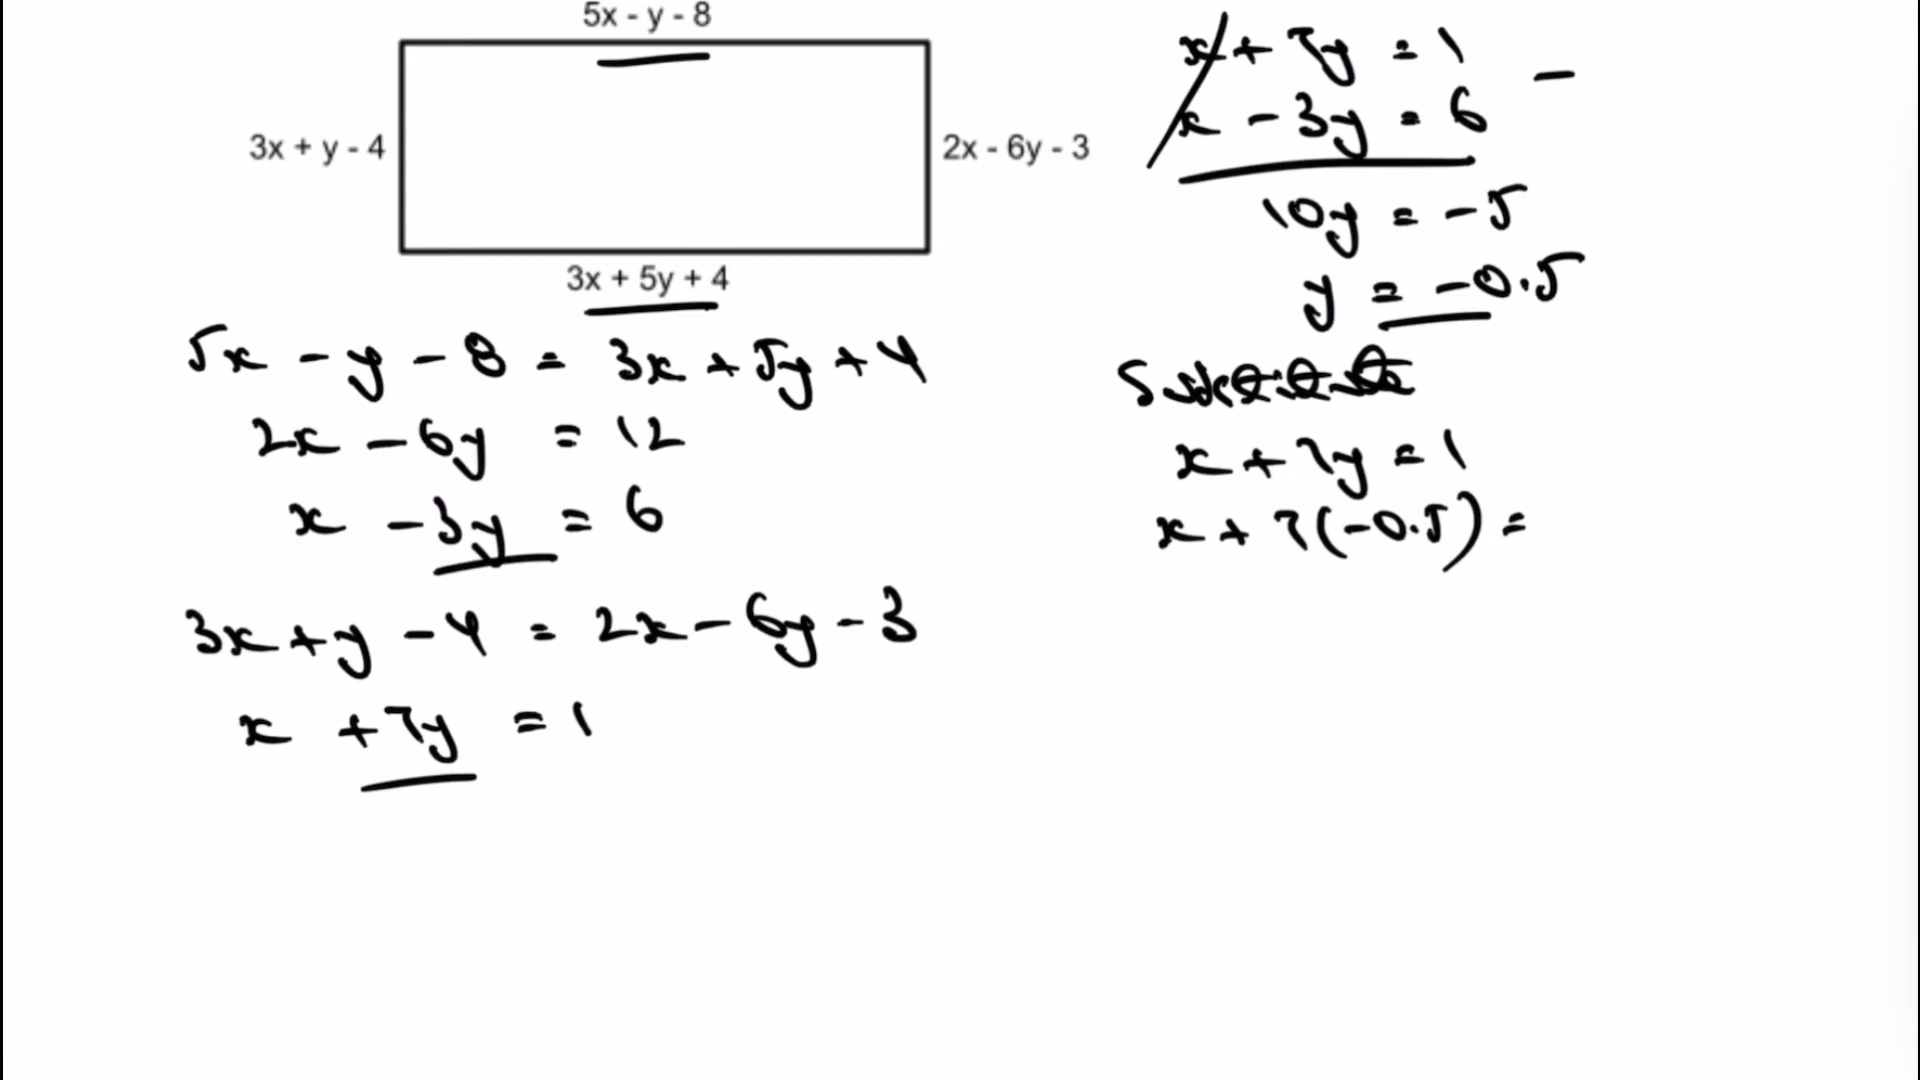 5x - y - 8
3x + y - 4
2x - 6y - 3
3x + 5y + 4
5x - y - 8 = 3x + 5y + 4
2x - 6y = 12
x - 3y = 6
3x + y - 4 = 2x - 6y - 3
x + 7y = 1
x + 7y = 1 -
x - 3y = 6
10y = -5
y = -0.5
x + 7y = 1
x + 7(-0.5) =